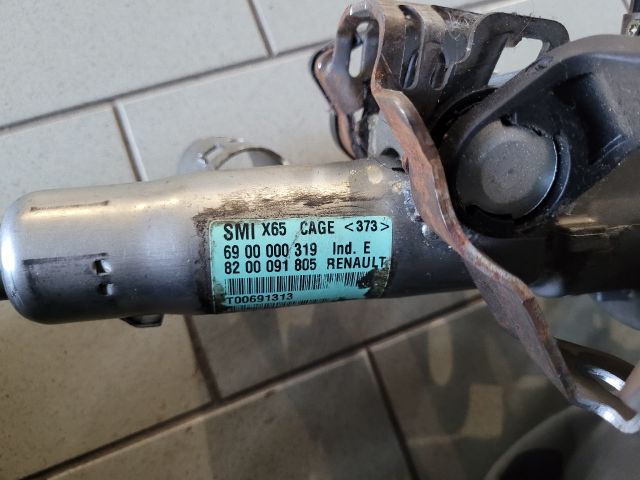 SMI X65 CAGE <373>
69 00 000 319 Ind. E
82 00 091 805 RENAULT
T00691313